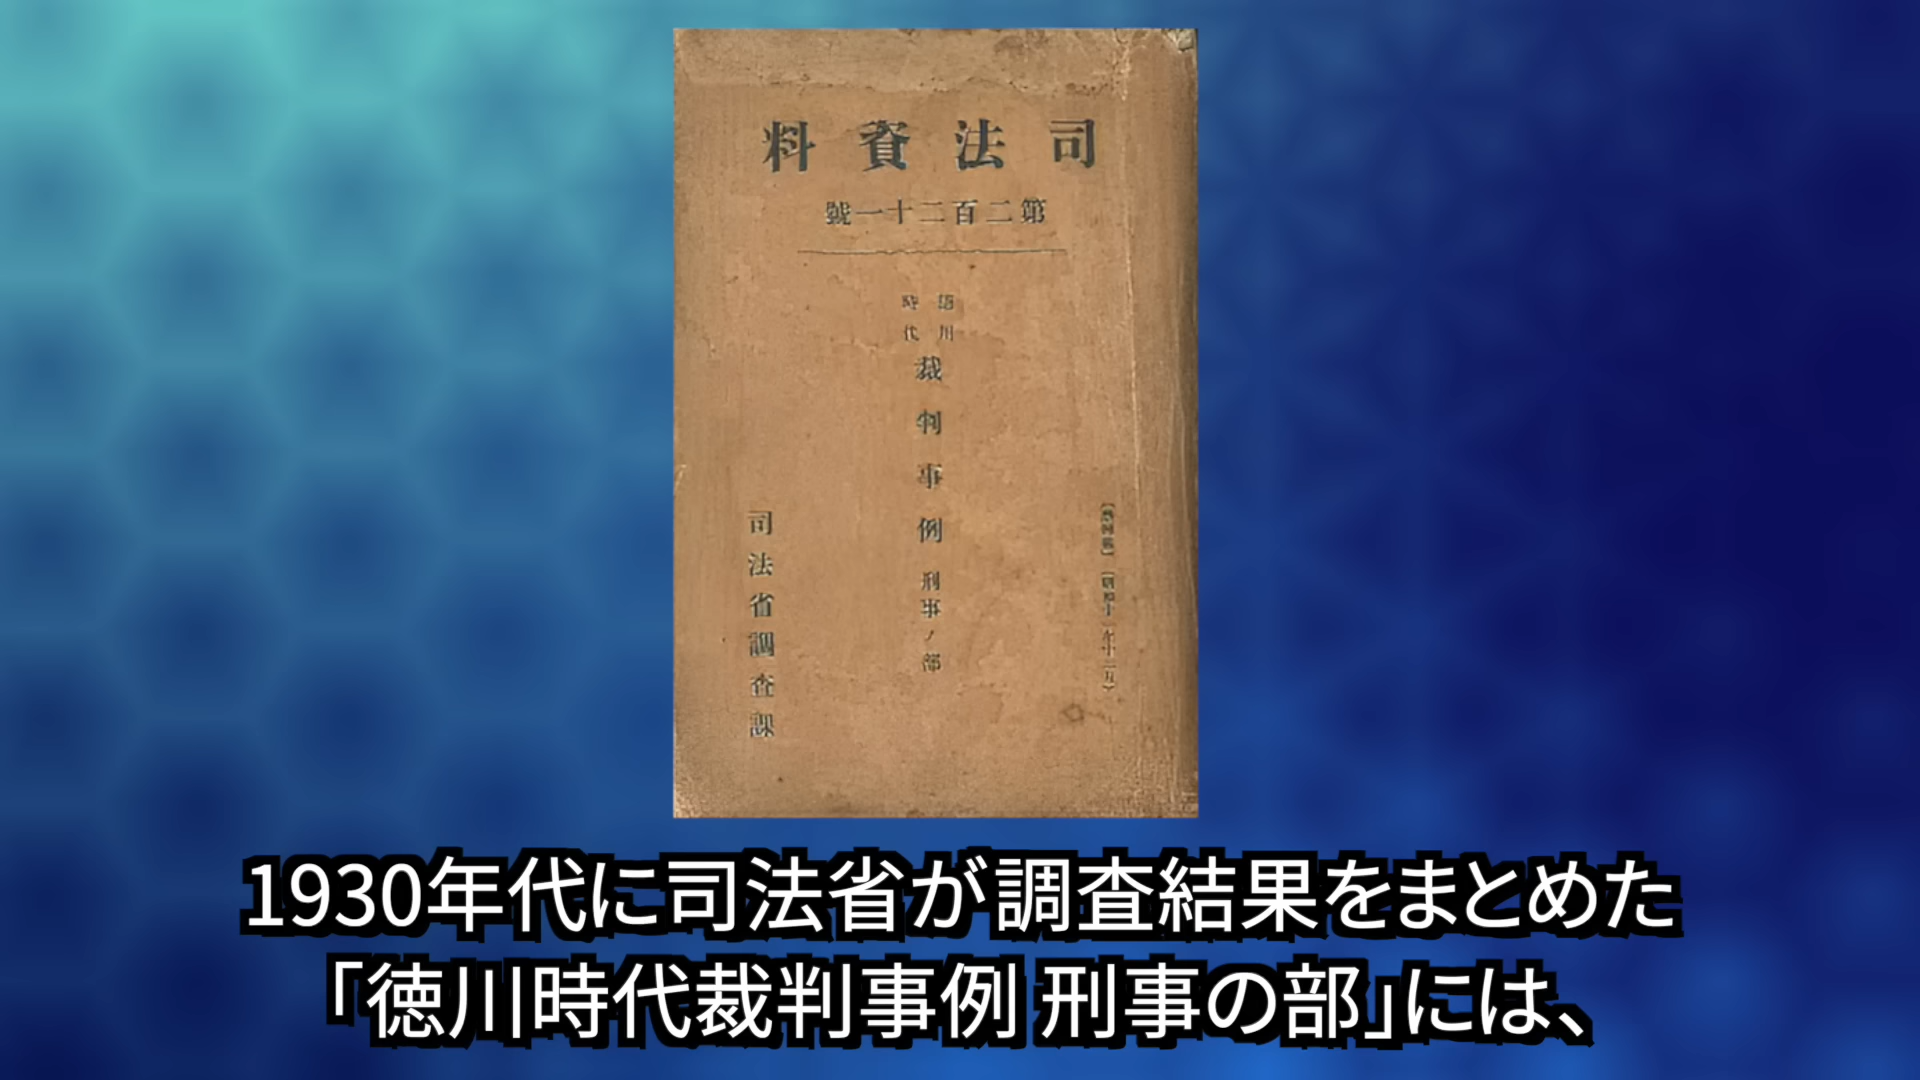 司法資料
第二百二十一號
徳川時代
裁判事例 刑事ノ部
司法省調査課
1930年代に司法省が調査結果をまとめた
「徳川時代裁判事例 刑事の部」には、